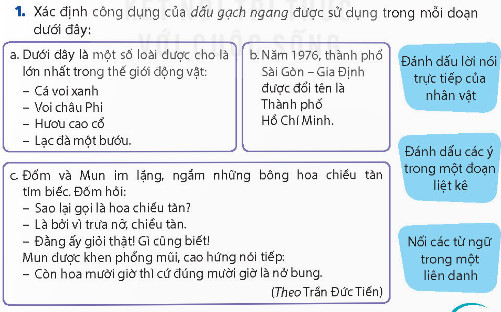 1. Xác định công dụng của dấu gạch ngang được sử dụng trong mỗi đoạn
dưới đây:
a. Dưới đây là một số loài được cho là
lớn nhất trong thế giới động vật:
– Cá voi xanh
– Voi châu Phi
– Hươu cao cổ
– Lạc đà một bướu.
b. Năm 1976, thành phố
Sài Gòn – Gia Định
được đổi tên là
Thành phố
Hồ Chí Minh.
c. Đốm và Mun im lặng, ngắm những bông hoa chiều tàn
tím biếc. Đốm hỏi:
– Sao lại gọi là hoa chiều tàn?
– Là bởi vì trưa nở, chiều tàn.
– Đằng ấy giỏi thật! Gì cũng biết!
Mun được khen phổng mũi, cao hứng nói tiếp:
– Còn hoa mười giờ thì cứ đúng mười giờ là nở bung.
(Theo Trần Đức Tiến)
Đánh dấu lời nói
trực tiếp của
nhân vật
Đánh dấu các ý
trong một đoạn
liệt kê
Nối các từ ngữ
trong một
liên danh